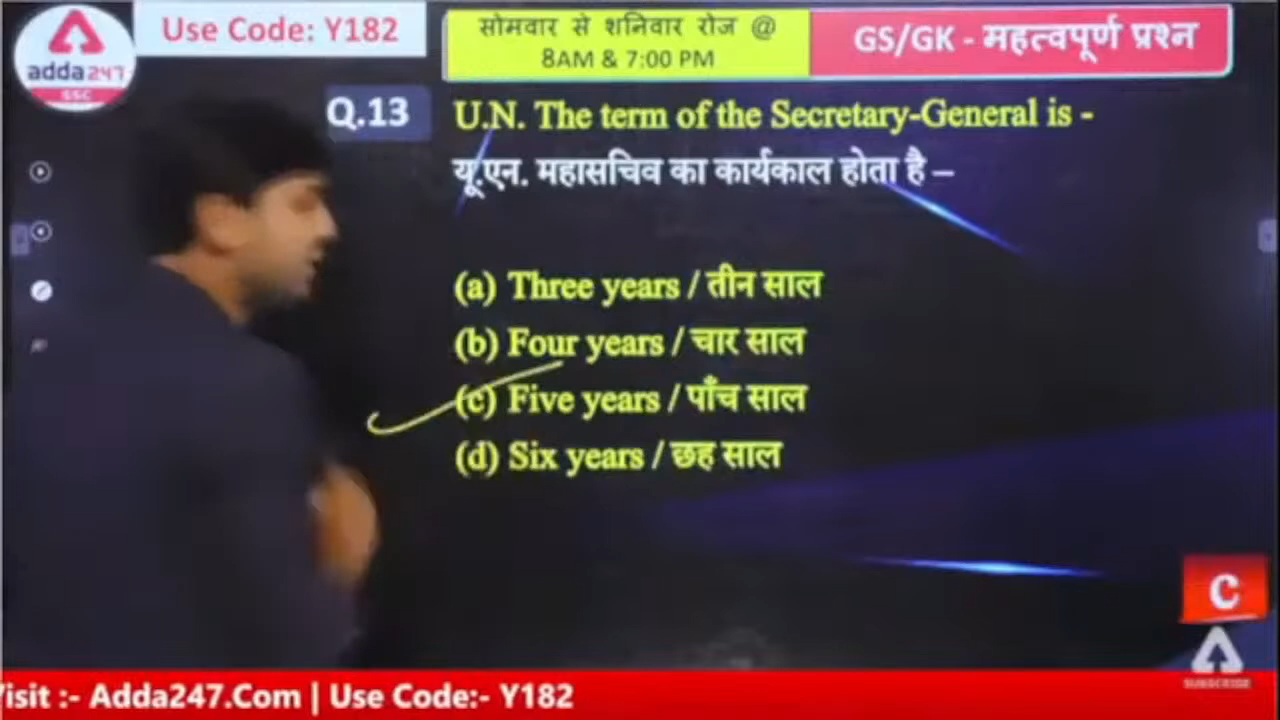 adda247
SSC
Use Code: Y182
सोमवार से शनिवार रोज @
8AM & 7:00 PM
GS/GK - महत्वपूर्ण प्रश्न
Q.13
U.N. The term of the Secretary-General is -
यू.एन. महासचिव का कार्यकाल होता है –
(a) Three years / तीन साल
(b) Four years / चार साल
(c) Five years / पाँच साल
(d) Six years / छह साल
C
SUBSCRIBE
Visit :- Adda247.Com | Use Code:- Y182